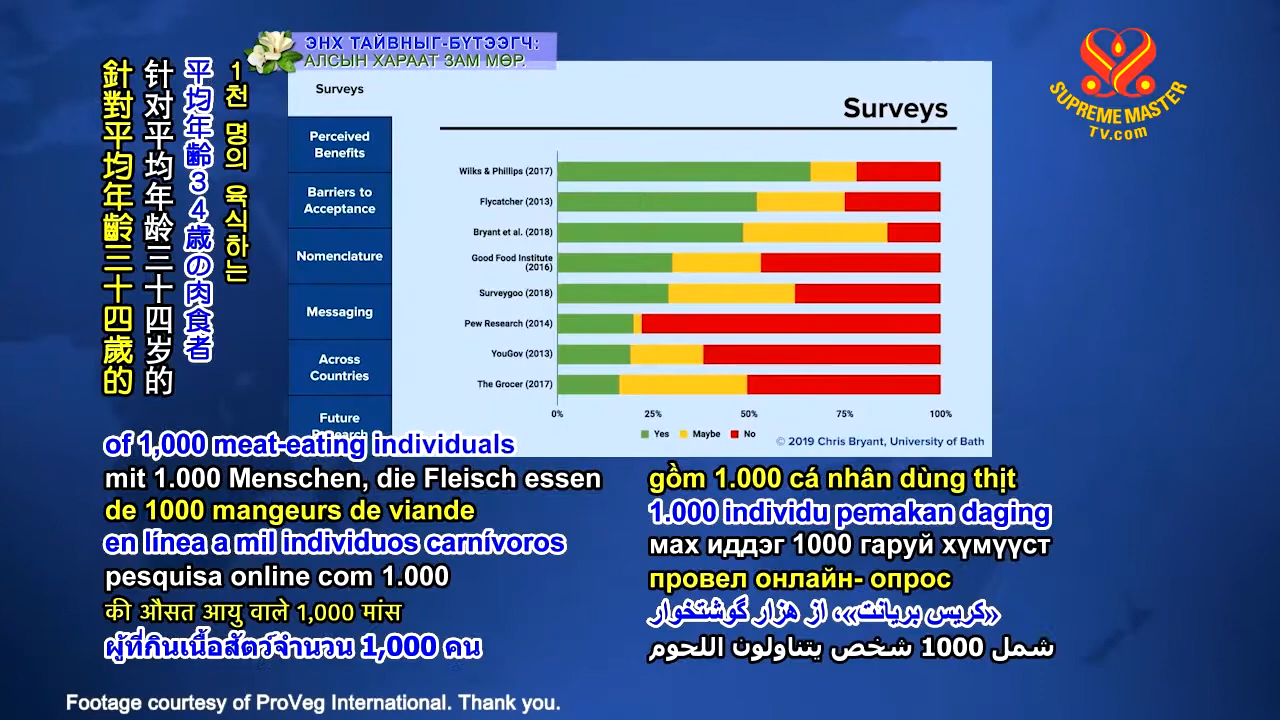 ЭНХ ТАЙВНЫГ-БҮТЭЭГЧ:
АЛСЫН ХАРААТ ЗАМ МӨР.
SUPREME MASTER
TV.com
1천 명의 육식하는
平均年齢34歳の肉食者
针对平均年龄三十四岁的
針對平均年齡三十四歲的
Surveys
Perceived
Benefits
Barriers to
Acceptance
Nomenclature
Messaging
Across
Countries
Future
Surveys
Wilks & Phillips (2017)
Flycatcher (2013)
Bryant et al. (2018)
Good Food Institute
(2016)
Surveygoo (2018)
Pew Research (2014)
YouGov (2013)
The Grocer (2017)
0% 25% 50% 75% 100%
Yes Maybe No
© 2019 Chris Bryant, University of Bath
of 1,000 meat-eating individuals
mit 1.000 Menschen, die Fleisch essen
de 1000 mangeurs de viande
en línea a mil individuos carnívoros
pesquisa online com 1.000
की औसत आयु वाले 1,000 मांस
ผู้ที่กินเนื้อสัตว์จำนวน 1,000 คน
gồm 1.000 cá nhân dùng thịt
1.000 individu pemakan daging
мах иддэг 1000 гаруй хүмүүст
провел онлайн- опрос
«کریس بریانت»، از هزار گوشتخوار
شمل 1000 شخص يتناولون اللحوم
Footage courtesy of ProVeg International. Thank you.